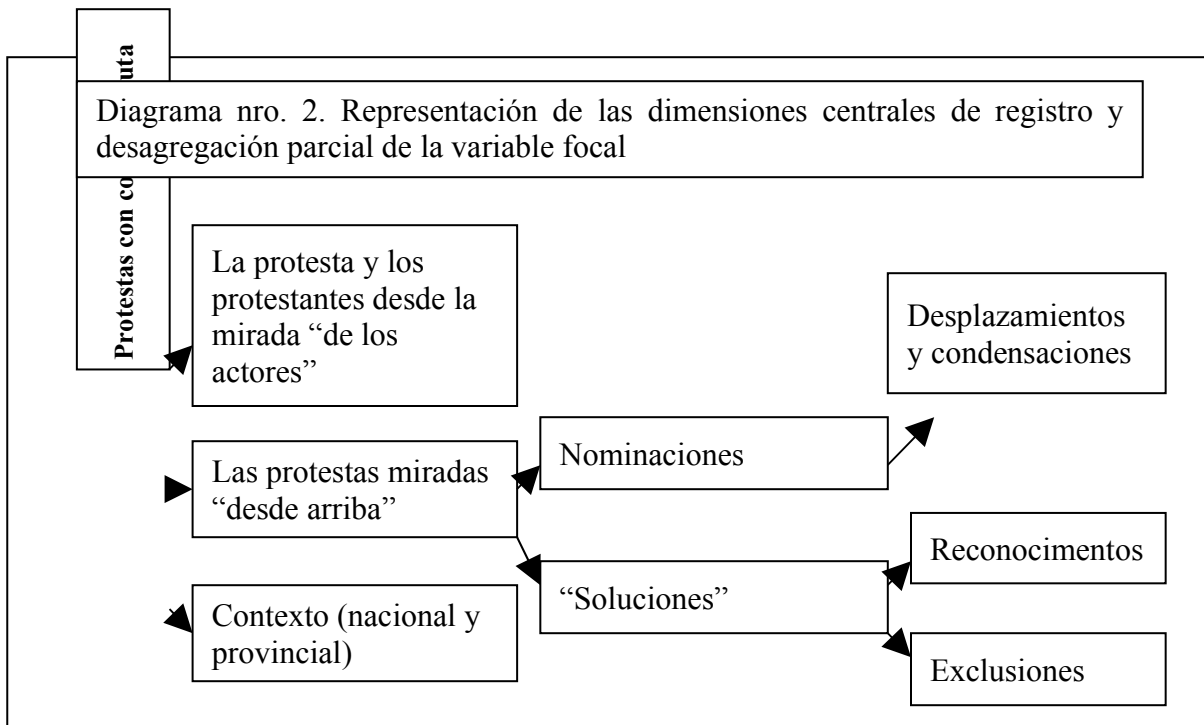 Diagrama nro. 2. Representación de las dimensiones centrales de registro y
desagregación parcial de la variable focal
Protestas con
La protesta y los
protestantes desde la
mirada “de los
actores”
Las protestas miradas
“desde arriba”
Contexto (nacional y
provincial)
Nominaciones
“Soluciones”
Desplazamientos
y condensaciones
Reconocimentos
Exclusiones